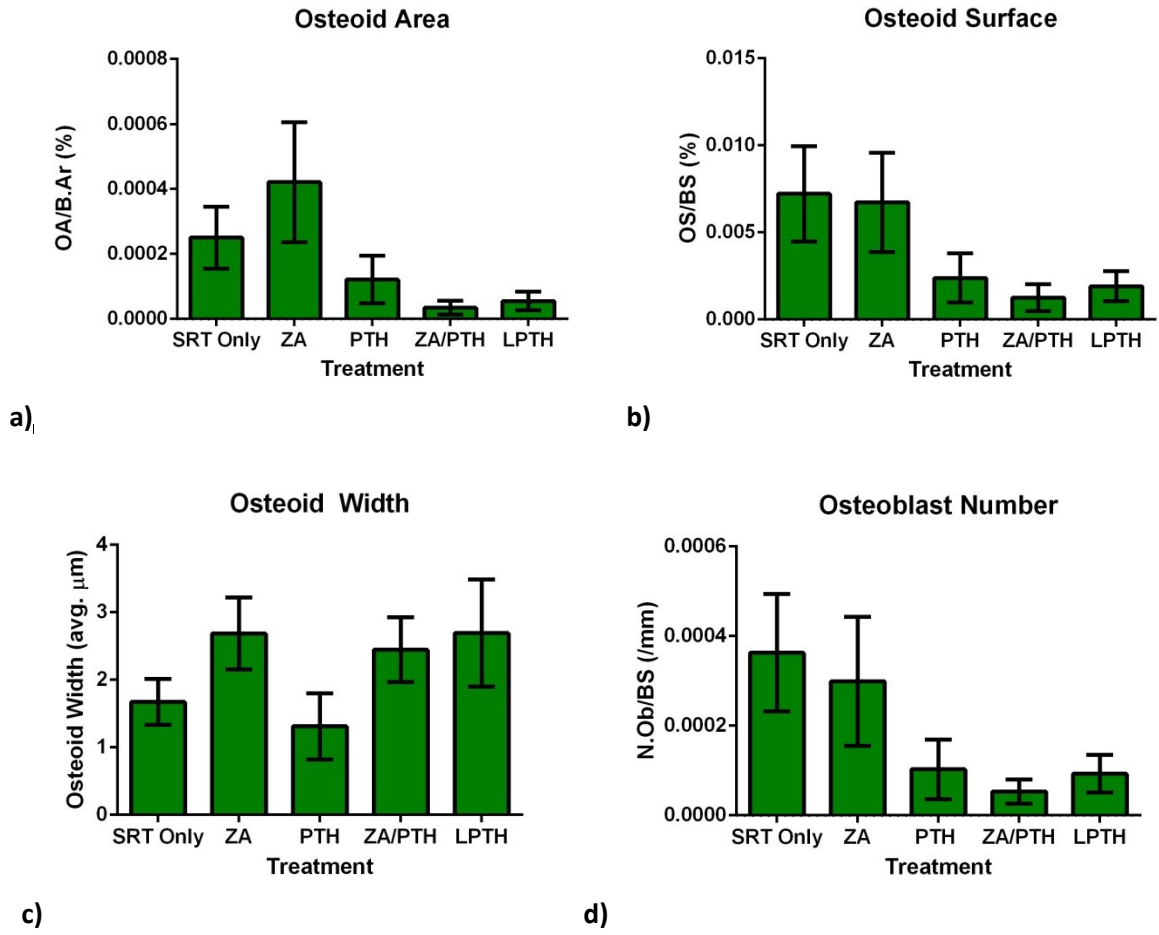 Osteoid Area
OA/B.Ar (%)
0.0008
0.0006
0.0004
0.0002
0.0000
SRT Only ZA PTH ZA/PTH LPTH
Treatment
a)
Osteoid Surface
OS/BS (%)
0.015
0.010
0.005
0.000
SRT Only ZA PTH ZA/PTH LPTH
Treatment
b)
Osteoid Width
Osteoid Width (avg. μm)
4
3
2
1
0
SRT Only ZA PTH ZA/PTH LPTH
Treatment
c)
Osteoblast Number
N.Ob/BS (/mm)
0.0006
0.0004
0.0002
0.0000
SRT Only ZA PTH ZA/PTH LPTH
Treatment
d)